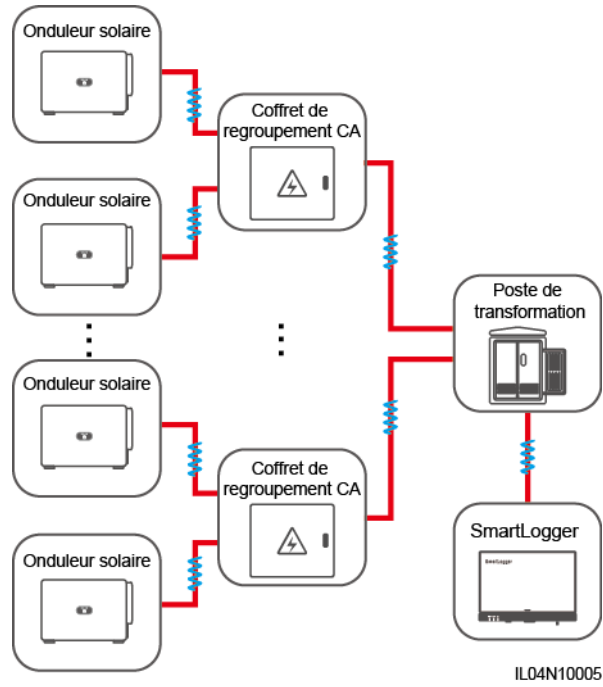 Onduleur solaire
Coffret de
regroupement CA
Onduleur solaire
Poste de
transformation
Onduleur solaire
Coffret de
regroupement CA
SmartLogger
SmartLogger
Onduleur solaire
IL04N10005